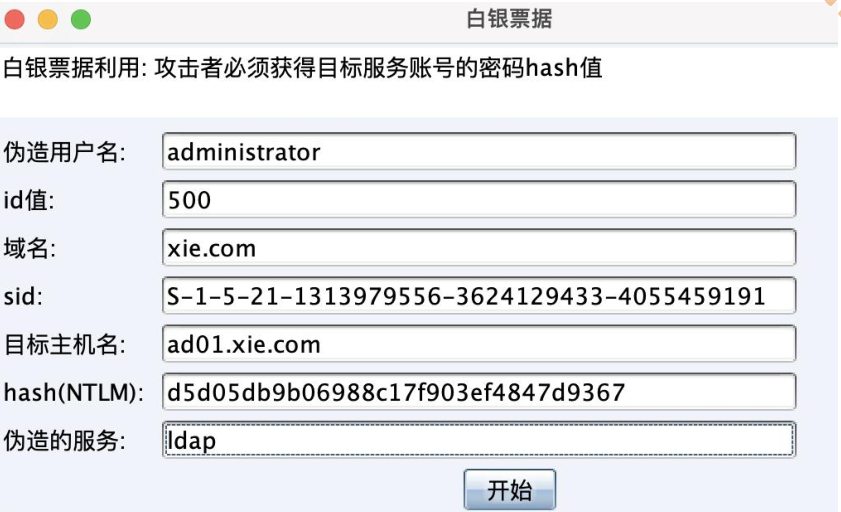 白银票据
白银票据利用: 攻击者必须获得目标服务账号的密码hash值
伪造用户名: administrator
id值: 500
域名: xie.com
sid: S-1-5-21-1313979556-3624129433-4055459191
目标主机名: ad01.xie.com
hash(NTLM): d5d05db9b06988c17f903ef4847d9367
伪造的服务: ldap
开始